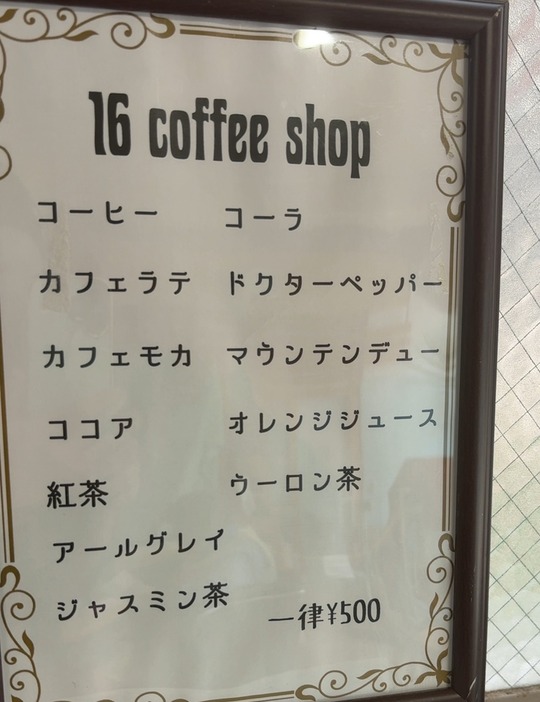 16 coffee shop
コーヒー
カフェラテ
カフェモカ
ココア
紅茶
アールグレイ
ジャスミン茶
コーラ
ドクターペッパー
マウンテンデュー
オレンジジュース
ウーロン茶
一律¥500